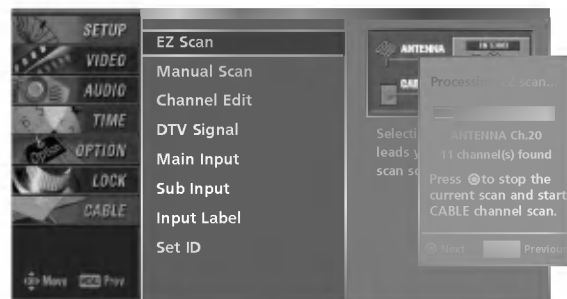 SETUP
VIDEO
AUDIO
TIME
OPTION
LOCK
CABLE
Move
Prev
EZ Scan
Manual Scan
Channel Edit
DTV Signal
Main Input
Sub Input
Input Label
Set ID
ANTENNA
Selecti
leads y
scan so
scan...
ANTENNA Ch.20
11 channel(s) found
Press to stop the
current scan and start
CABLE channel scan.
Next
Previou